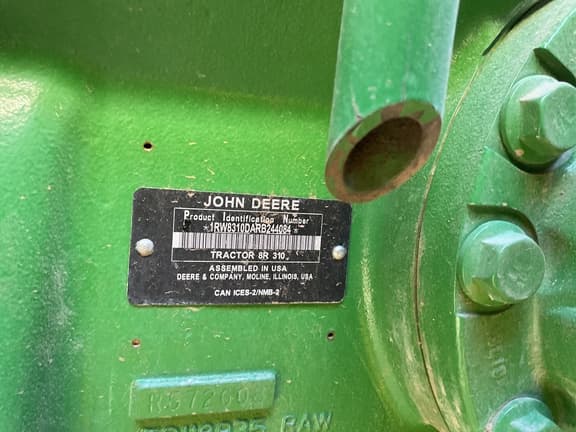 JOHN DEERE
Product Identification Number
*1RW8310DARB244084*
TRACTOR 8R 310
ASSEMBLED IN USA
DEERE & COMPANY, MOLINE, ILLINOIS, USA
CAN ICES-2/NMB-2
RAW